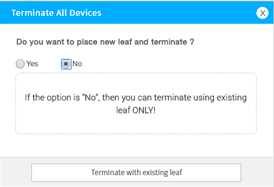 Terminate All Devices
Do you want to place new leaf and terminate ?
Yes
No
If the option is "No", then you can terminate using existing
leaf ONLY!
Terminate with existing leaf